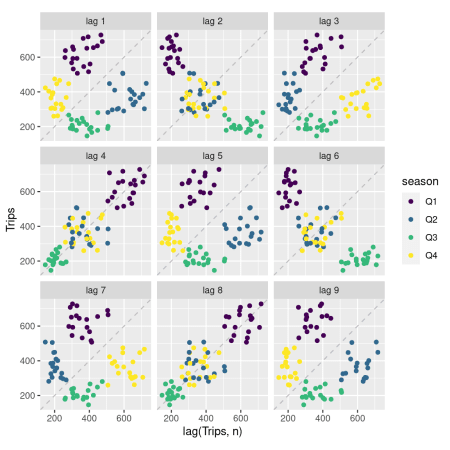 lag 1 lag 2 lag 3
600
400
200
lag 4 lag 5 lag 6
600
400
200
lag 7 lag 8 lag 9
600
400
200
200 400 600 200 400 600 200 400 600
lag(Trips, n)
Trips
season
Q1
Q2
Q3
Q4